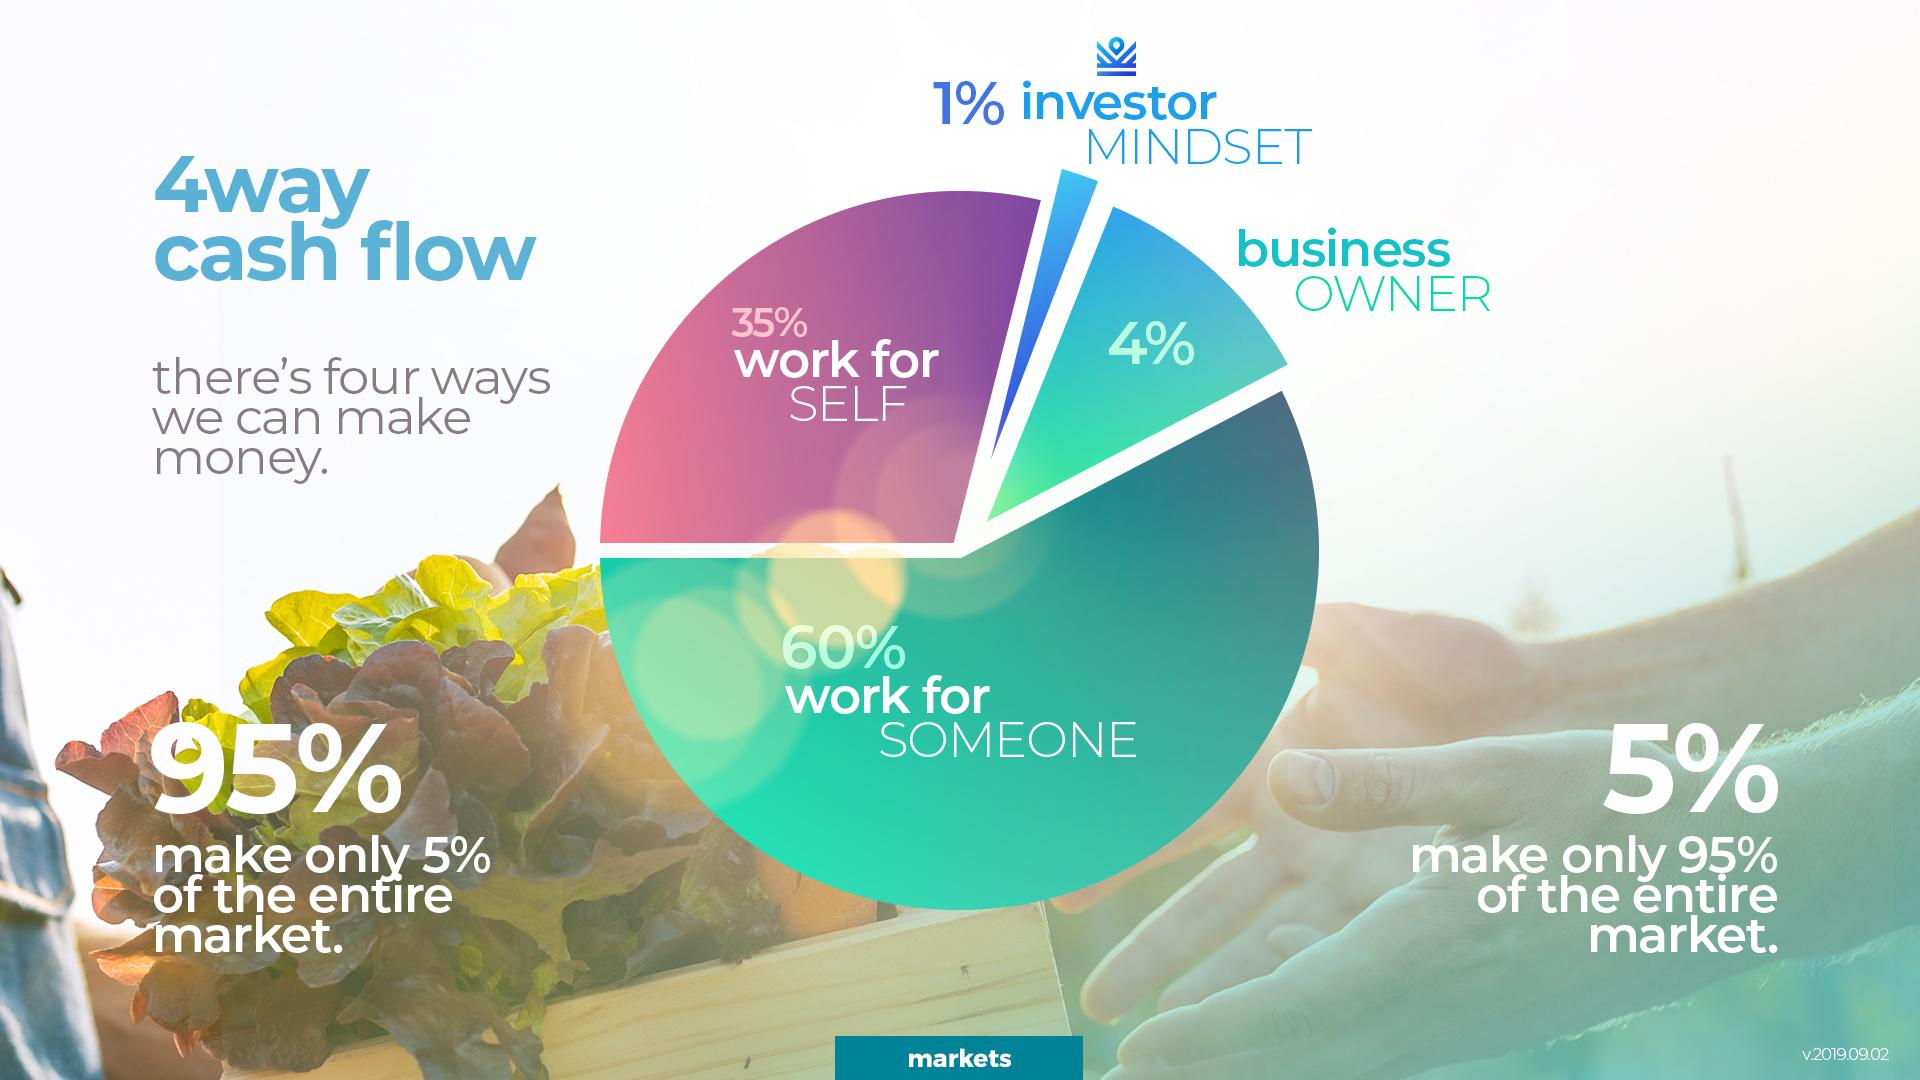 4way
cash flow
there's four ways
we can make
money.
1% investor
MINDSET
business
OWNER
4%
35%
work for
SELF
60%
work for
SOMEONE
95%
make only 5%
of the entire
market.
5%
make only 95%
of the entire
market.
markets
v.2019.09.02